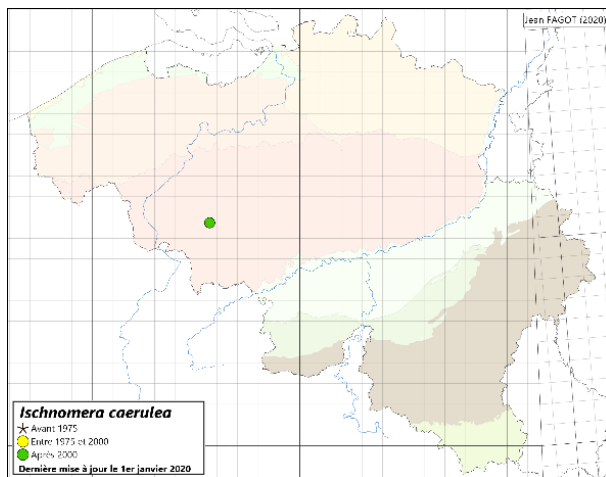 Jean FAGOT (2020)
Ischnomera caerulea
Avant 1975
Entre 1975 et 2000
Après 2000
Dernière mise à jour le 1er janvier 2020